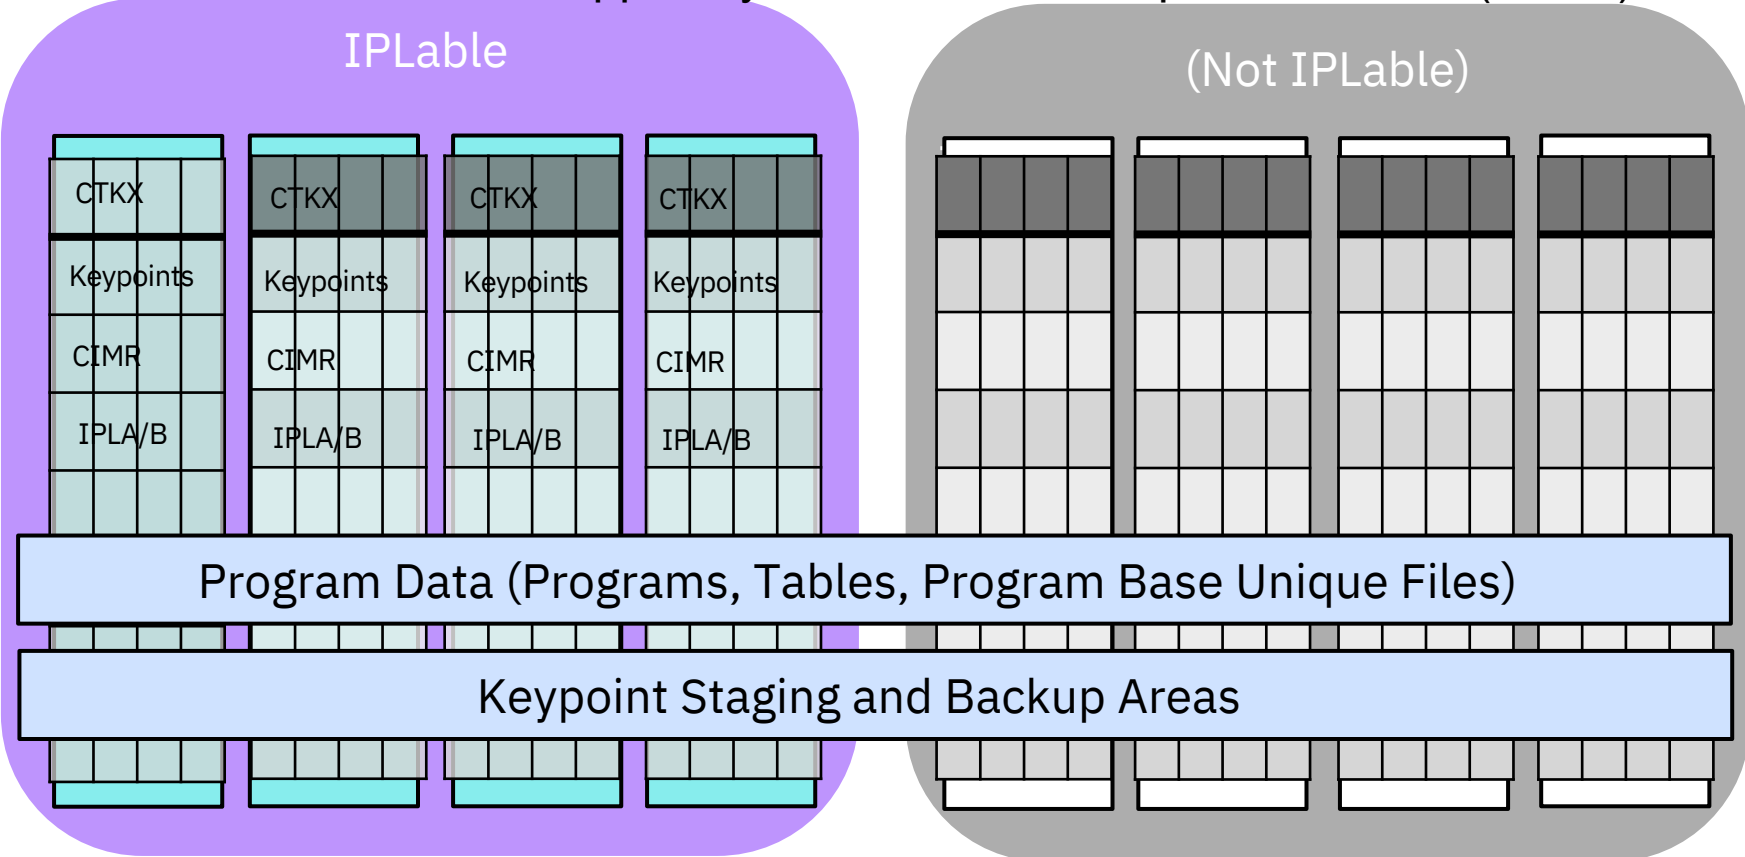 IPLable
(Not IPLable)
CTKX
CTKX
CTKX
CTKX
Keypoints
Keypoints
Keypoints
Keypoints
CIMR
CIMR
CIMR
CIMR
IPLA/B
IPLA/B
IPLA/B
IPLA/B
Program Data (Programs, Tables, Program Base Unique Files)
Keypoint Staging and Backup Areas